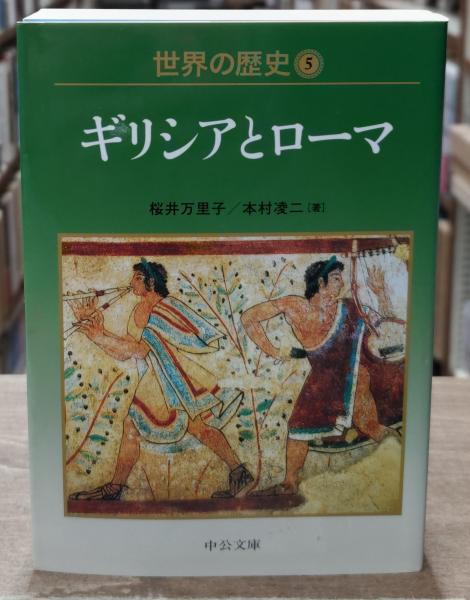 世界の歴史 5
ギリシアとローマ
桜井万里子／本村凌二[著]
中公文庫